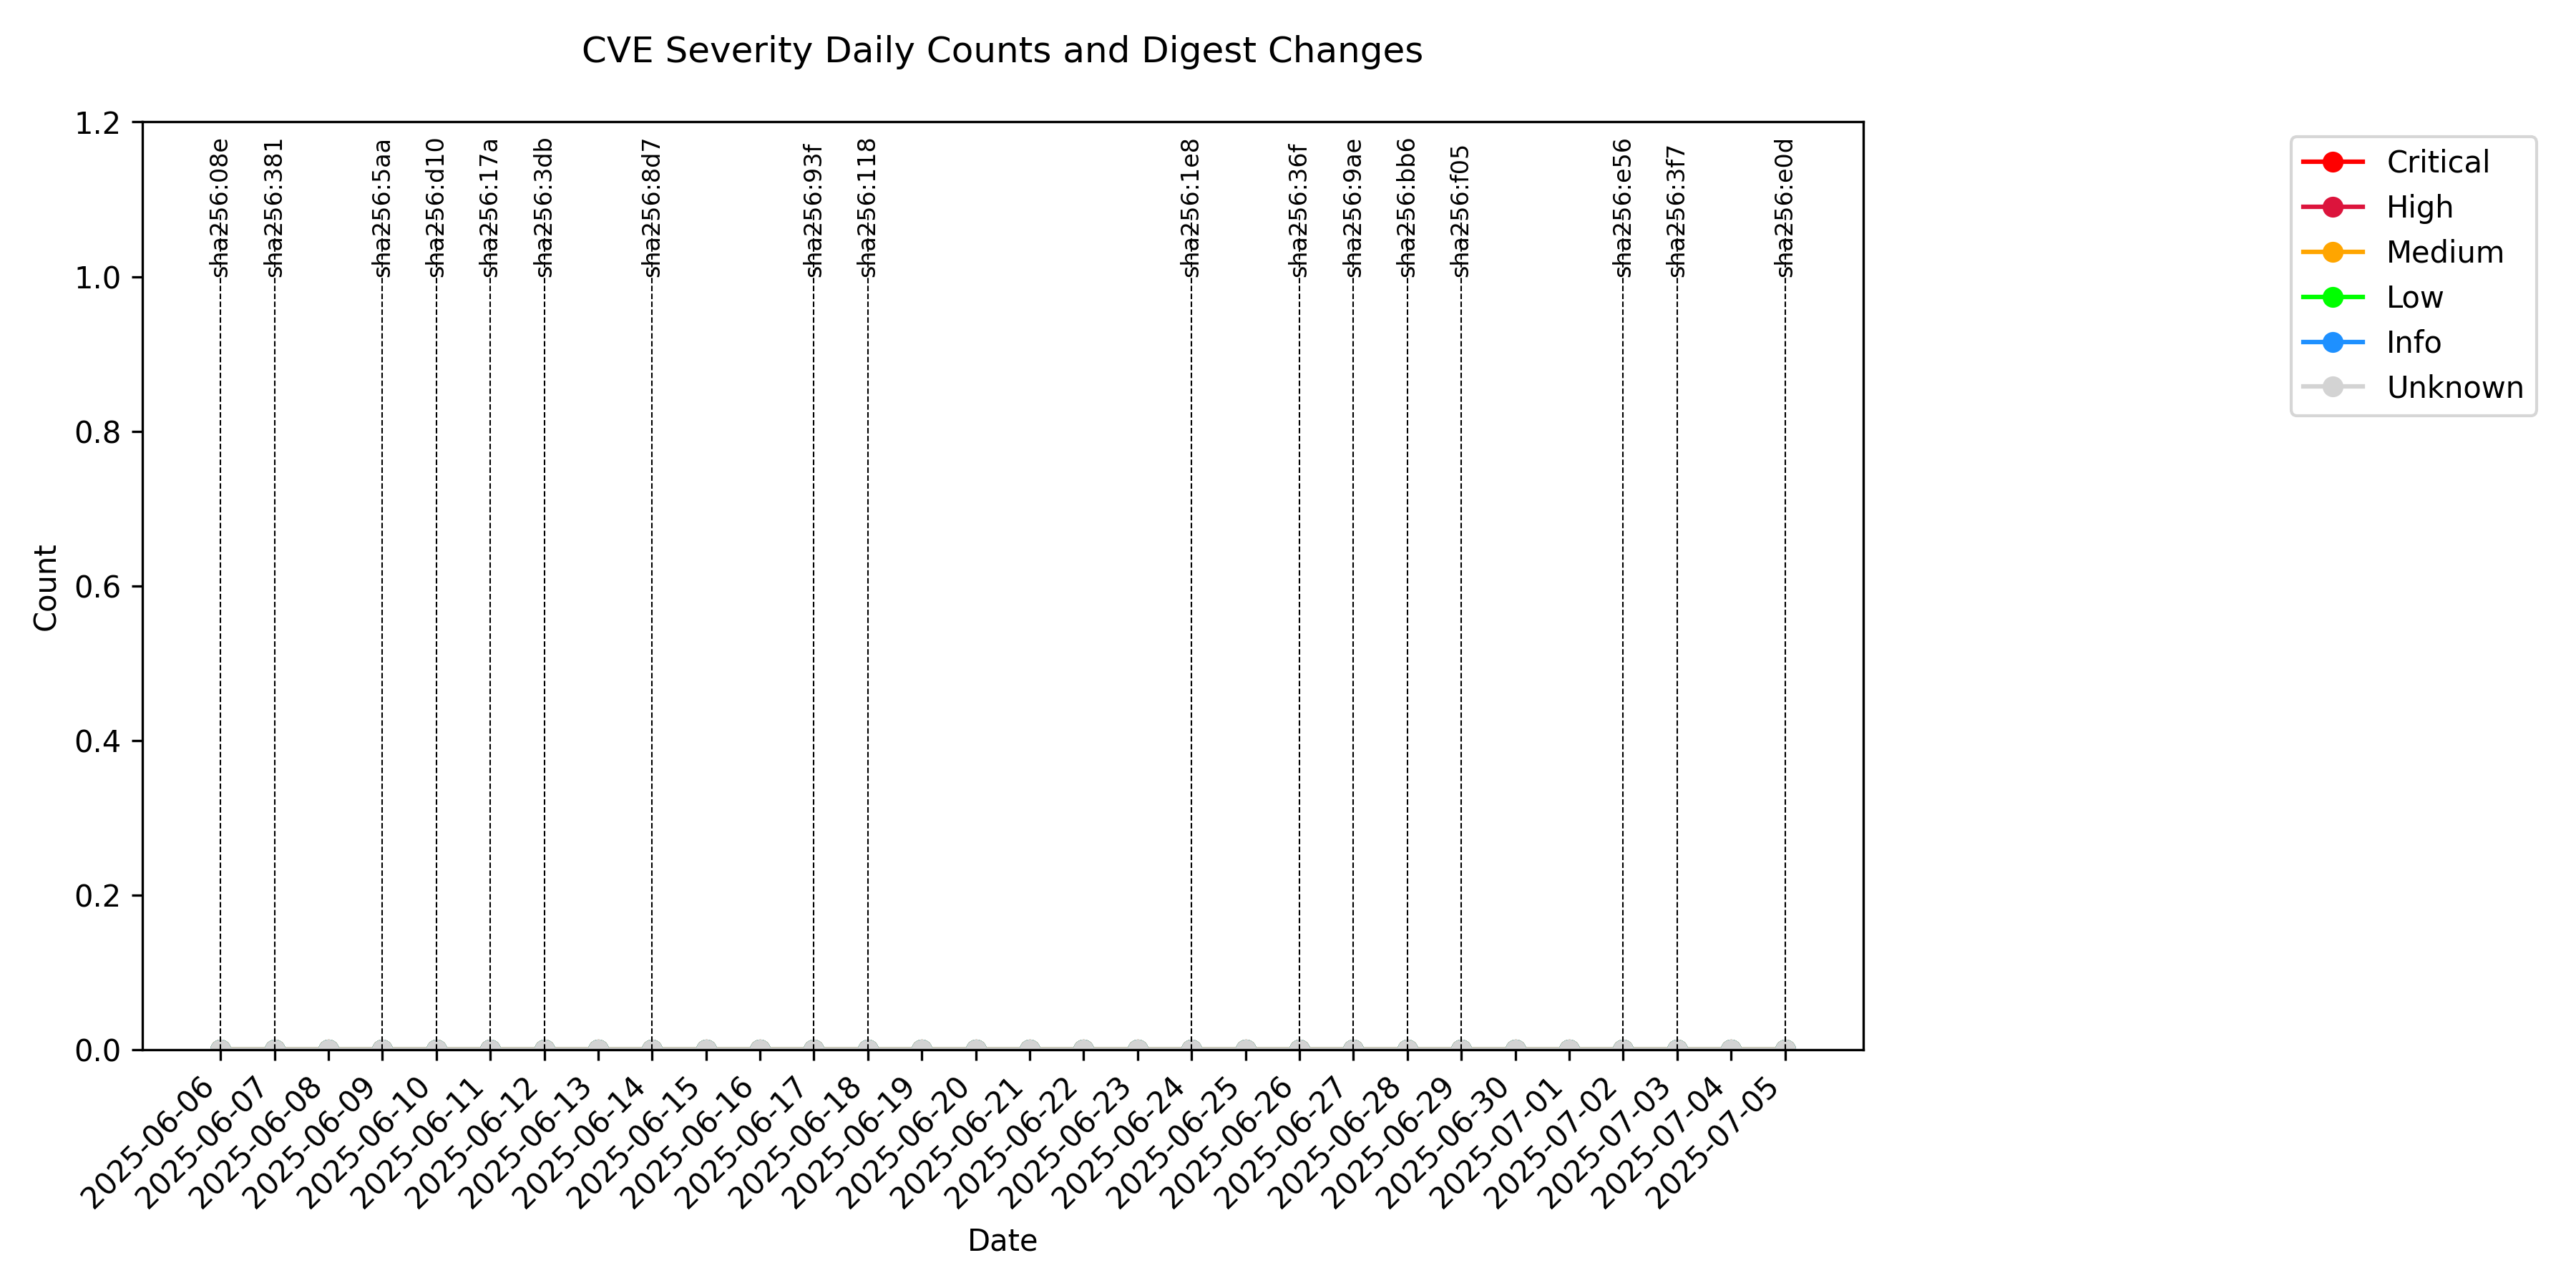 CVE Severity Daily Counts and Digest Changes
1.2
1.0
0.8
0.6
0.4
0.2
0.0
Count
sha256:08e
sha256:381
sha256:5aa
sha256:d10
sha256:17a
sha256:3db
sha256:8d7
sha256:93f
sha256:118
sha256:1e8
sha256:36f
sha256:9ae
sha256:bb6
sha256:f05
sha256:e56
sha256:3f7
sha256:e0d
Critical
High
Medium
Low
Info
Unknown
2025-06-06
2025-06-07
2025-06-08
2025-06-09
2025-06-10
2025-06-11
2025-06-12
2025-06-13
2025-06-14
2025-06-15
2025-06-16
2025-06-17
2025-06-18
2025-06-19
2025-06-20
2025-06-21
2025-06-22
2025-06-23
2025-06-24
2025-06-25
2025-06-26
2025-06-27
2025-06-28
2025-06-29
2025-06-30
2025-07-01
2025-07-02
2025-07-03
2025-07-04
2025-07-05
Date